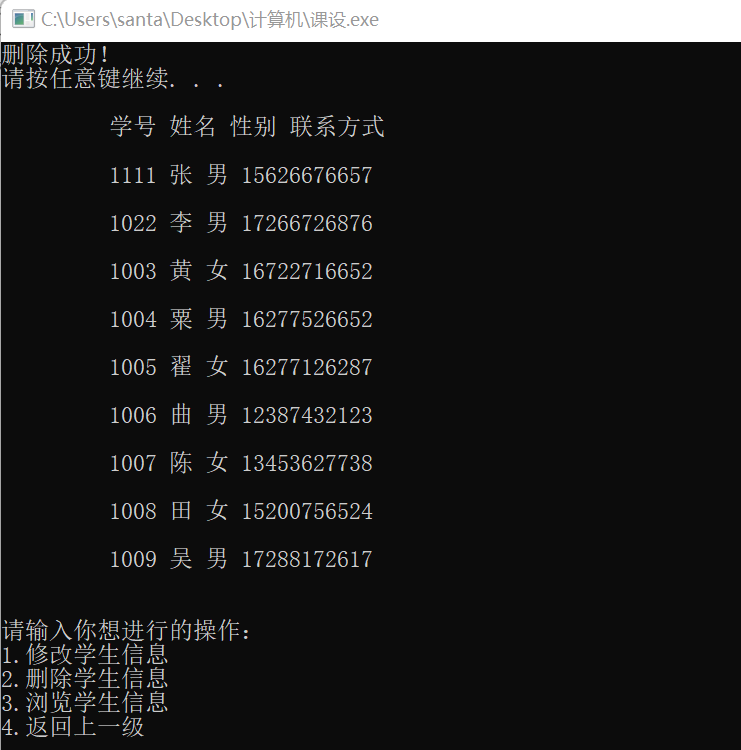 C:\Users\santa\Desktop\计算机\课设.exe
删除成功!
请按任意键继续. . .
学号 姓名 性别 联系方式
1111 张 男 15626676657
1022 李 男 17266726876
1003 黄 女 16722716652
1004 粟 男 16277526652
1005 翟 女 16277126287
1006 曲 男 12387432123
1007 陈 女 13453627738
1008 田 女 15200756524
1009 吴 男 17288172617
请输入你想进行的操作:
1.修改学生信息
2.删除学生信息
3.浏览学生信息
4.返回上一级